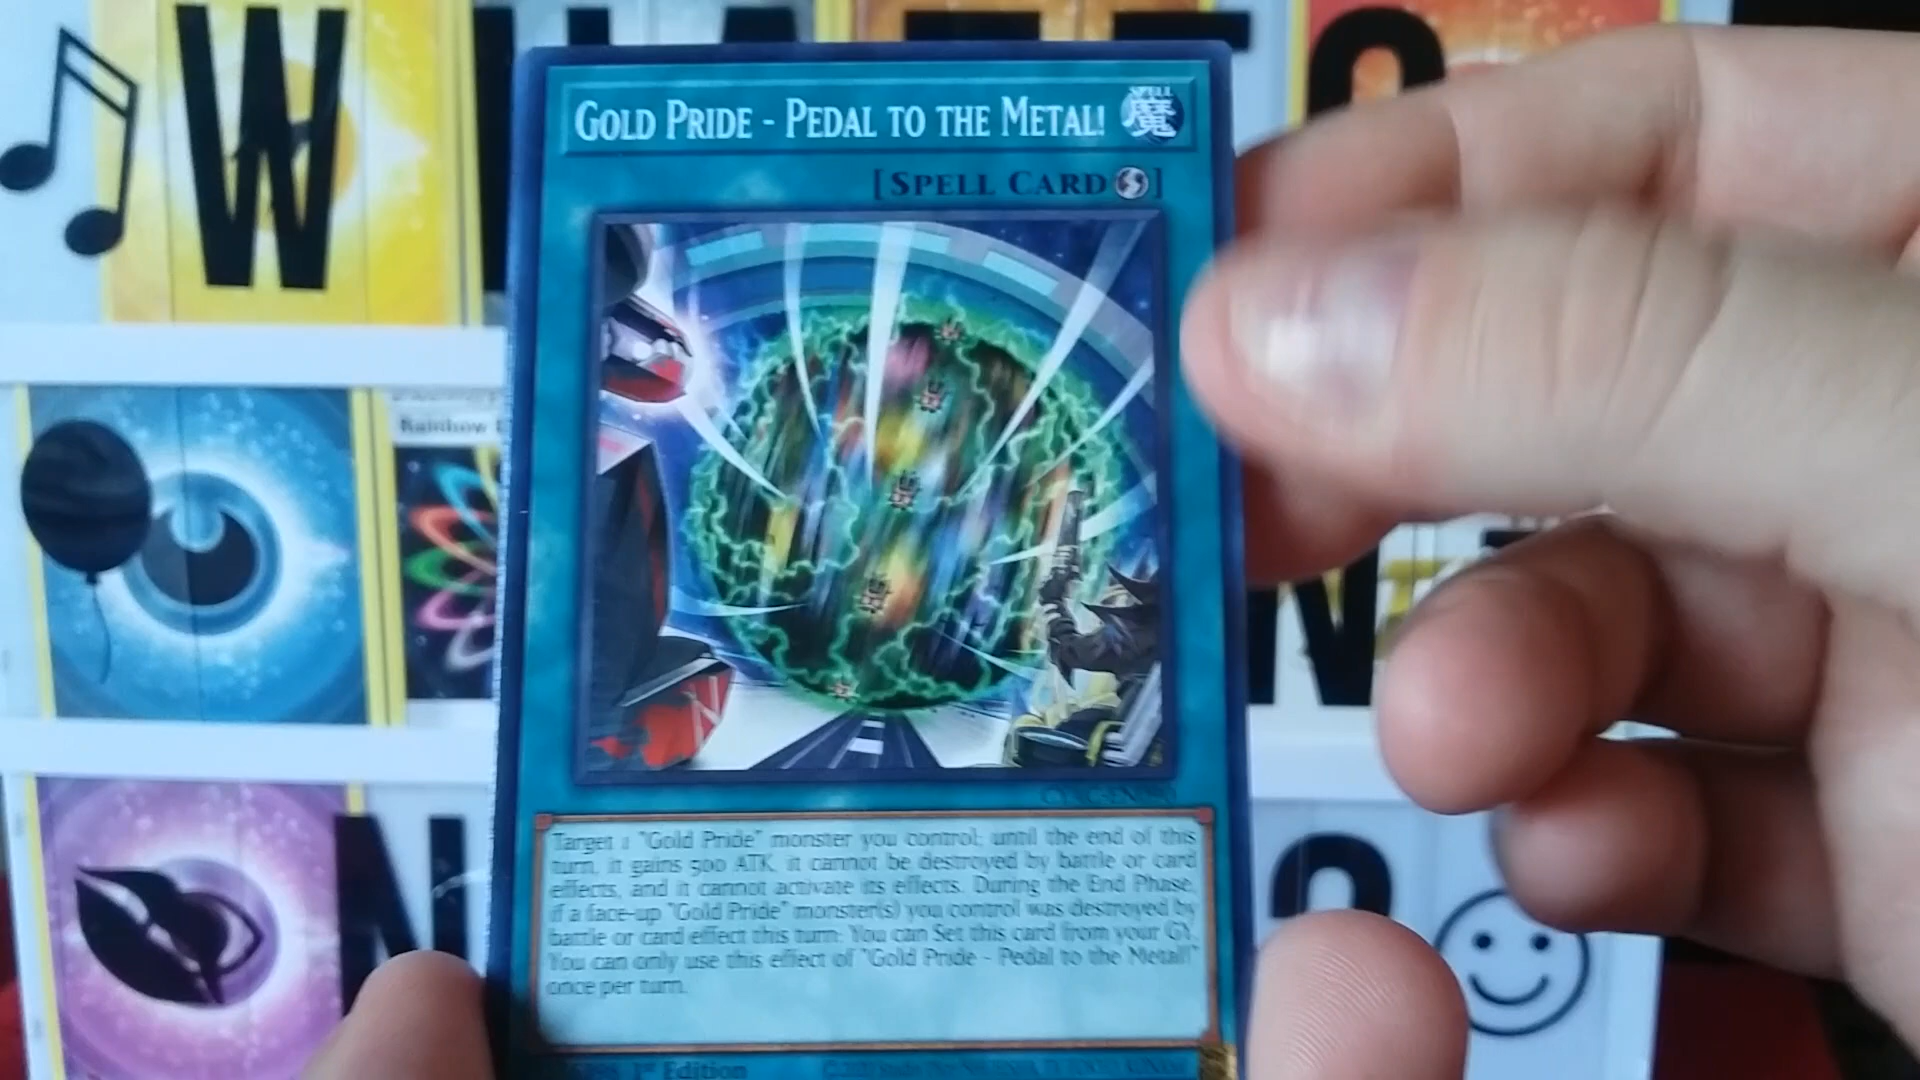 W
GOLD PRIDE - PEDAL TO THE METAL!
SPELL
魔
[SPELL CARD]
Rainbow
N
N
Target 1 "Gold Pride" monster you control; until the end of this
turn, it gains 500 ATK, it cannot be destroyed by battle or card
effects, and it cannot activate its effects. During the End Phase,
if a face-up "Gold Pride" monster(s) you control was destroyed by
battle or card effect this turn: You can Set this card from your GY.
You can only use this effect of "Gold Pride - Pedal to the Metal!"
once per turn.
N
1st Edition